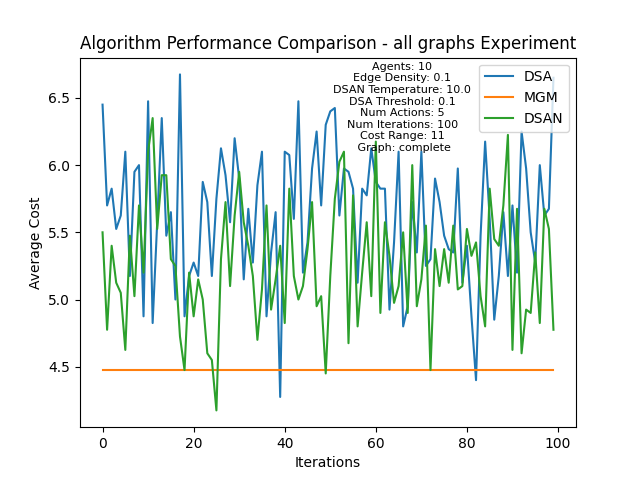 Algorithm Performance Comparison - all graphs Experiment
Agents: 10
Edge Density: 0.1
DSAN Temperature: 10.0
DSA Threshold: 0.1
Num Actions: 5
Num Iterations: 100
Cost Range: 11
Graph: complete
DSA
MGM
DSAN
Average Cost
6.5
6.0
5.5
5.0
4.5
0 20 40 60 80 100
Iterations